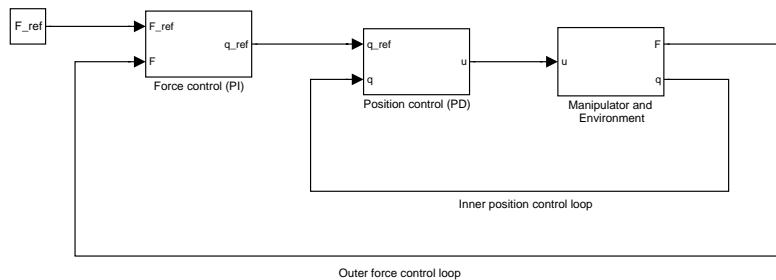 F_ref
F_ref
F
q_ref
Force control (PI)
q_ref
q
u
Position control (PD)
u
F
q
Manipulator and
Environment
Inner position control loop
Outer force control loop